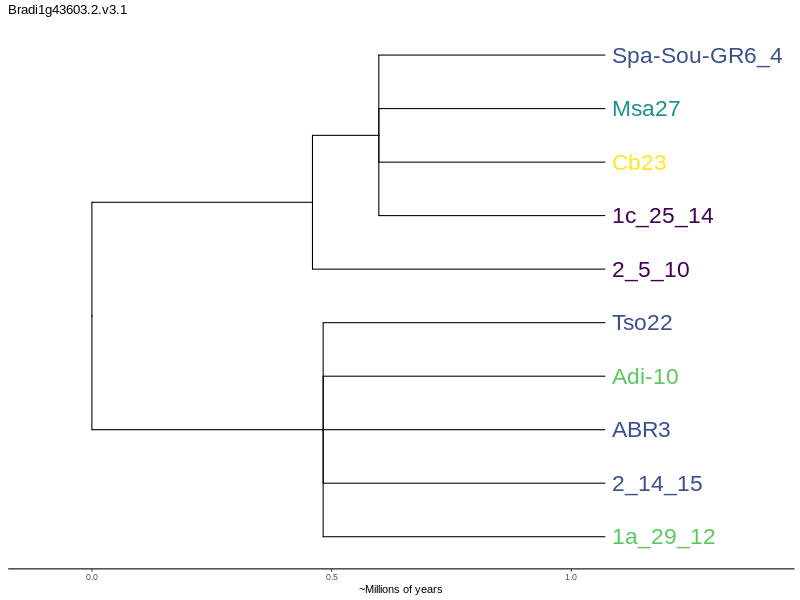 Bradi1g43603.2.v3.1
Spa-Sou-GR6_4
Msa27
Cb23
1c_25_14
2_5_10
Tso22
Adi-10
ABR3
2_14_15
1a_29_12
0.0 0.5 1.0
~Millions of years